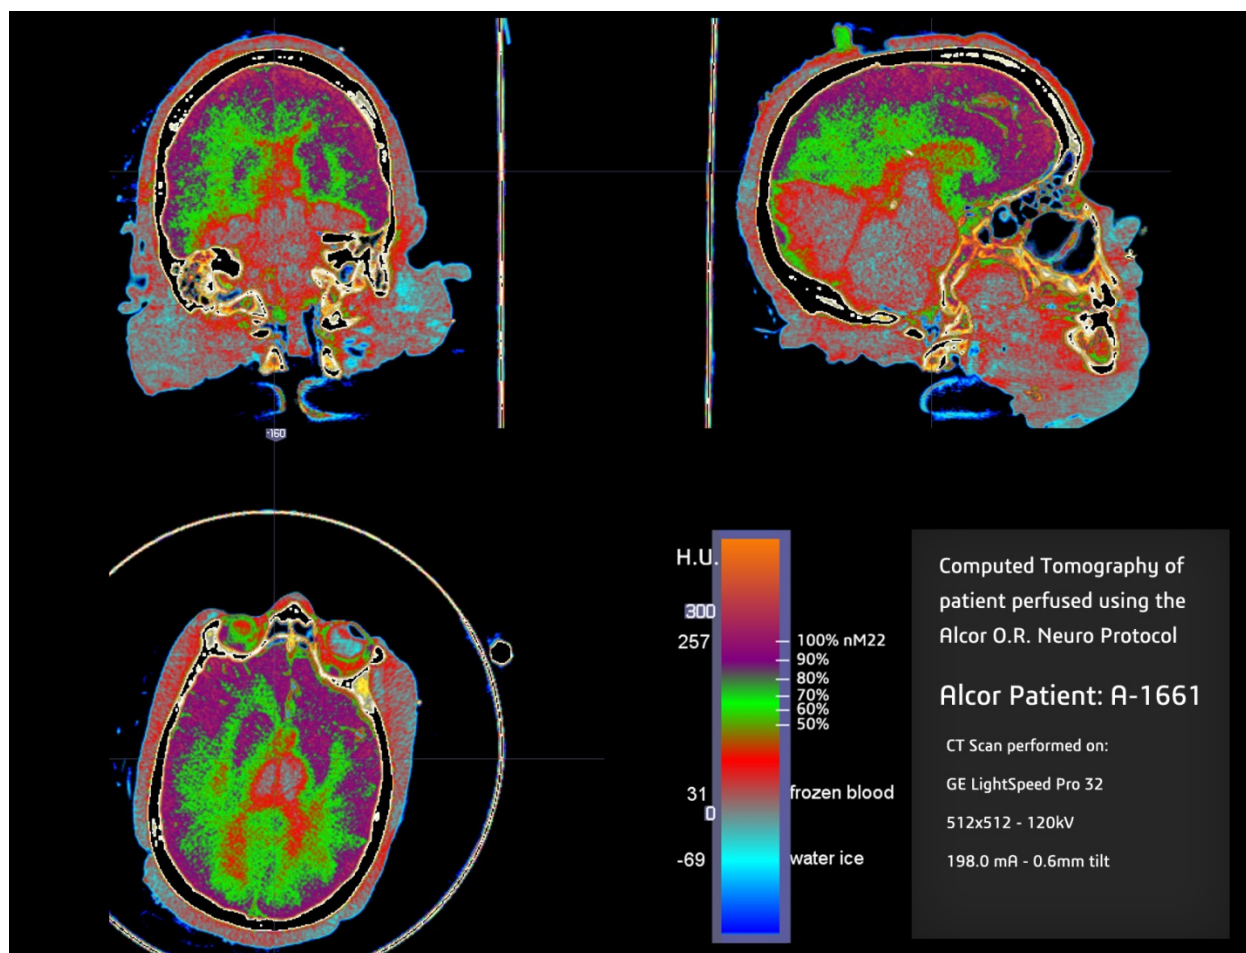 -160
H.U.
300
257
100% nM22
90%
80%
70%
60%
50%
31
frozen blood
0
-69
water ice
Computed Tomography of
patient perfused using the
Alcor O.R. Neuro Protocol
Alcor Patient: A-1661
CT Scan performed on:
GE LightSpeed Pro 32
512x512 - 120kV
198.0 mA - 0.6mm tilt